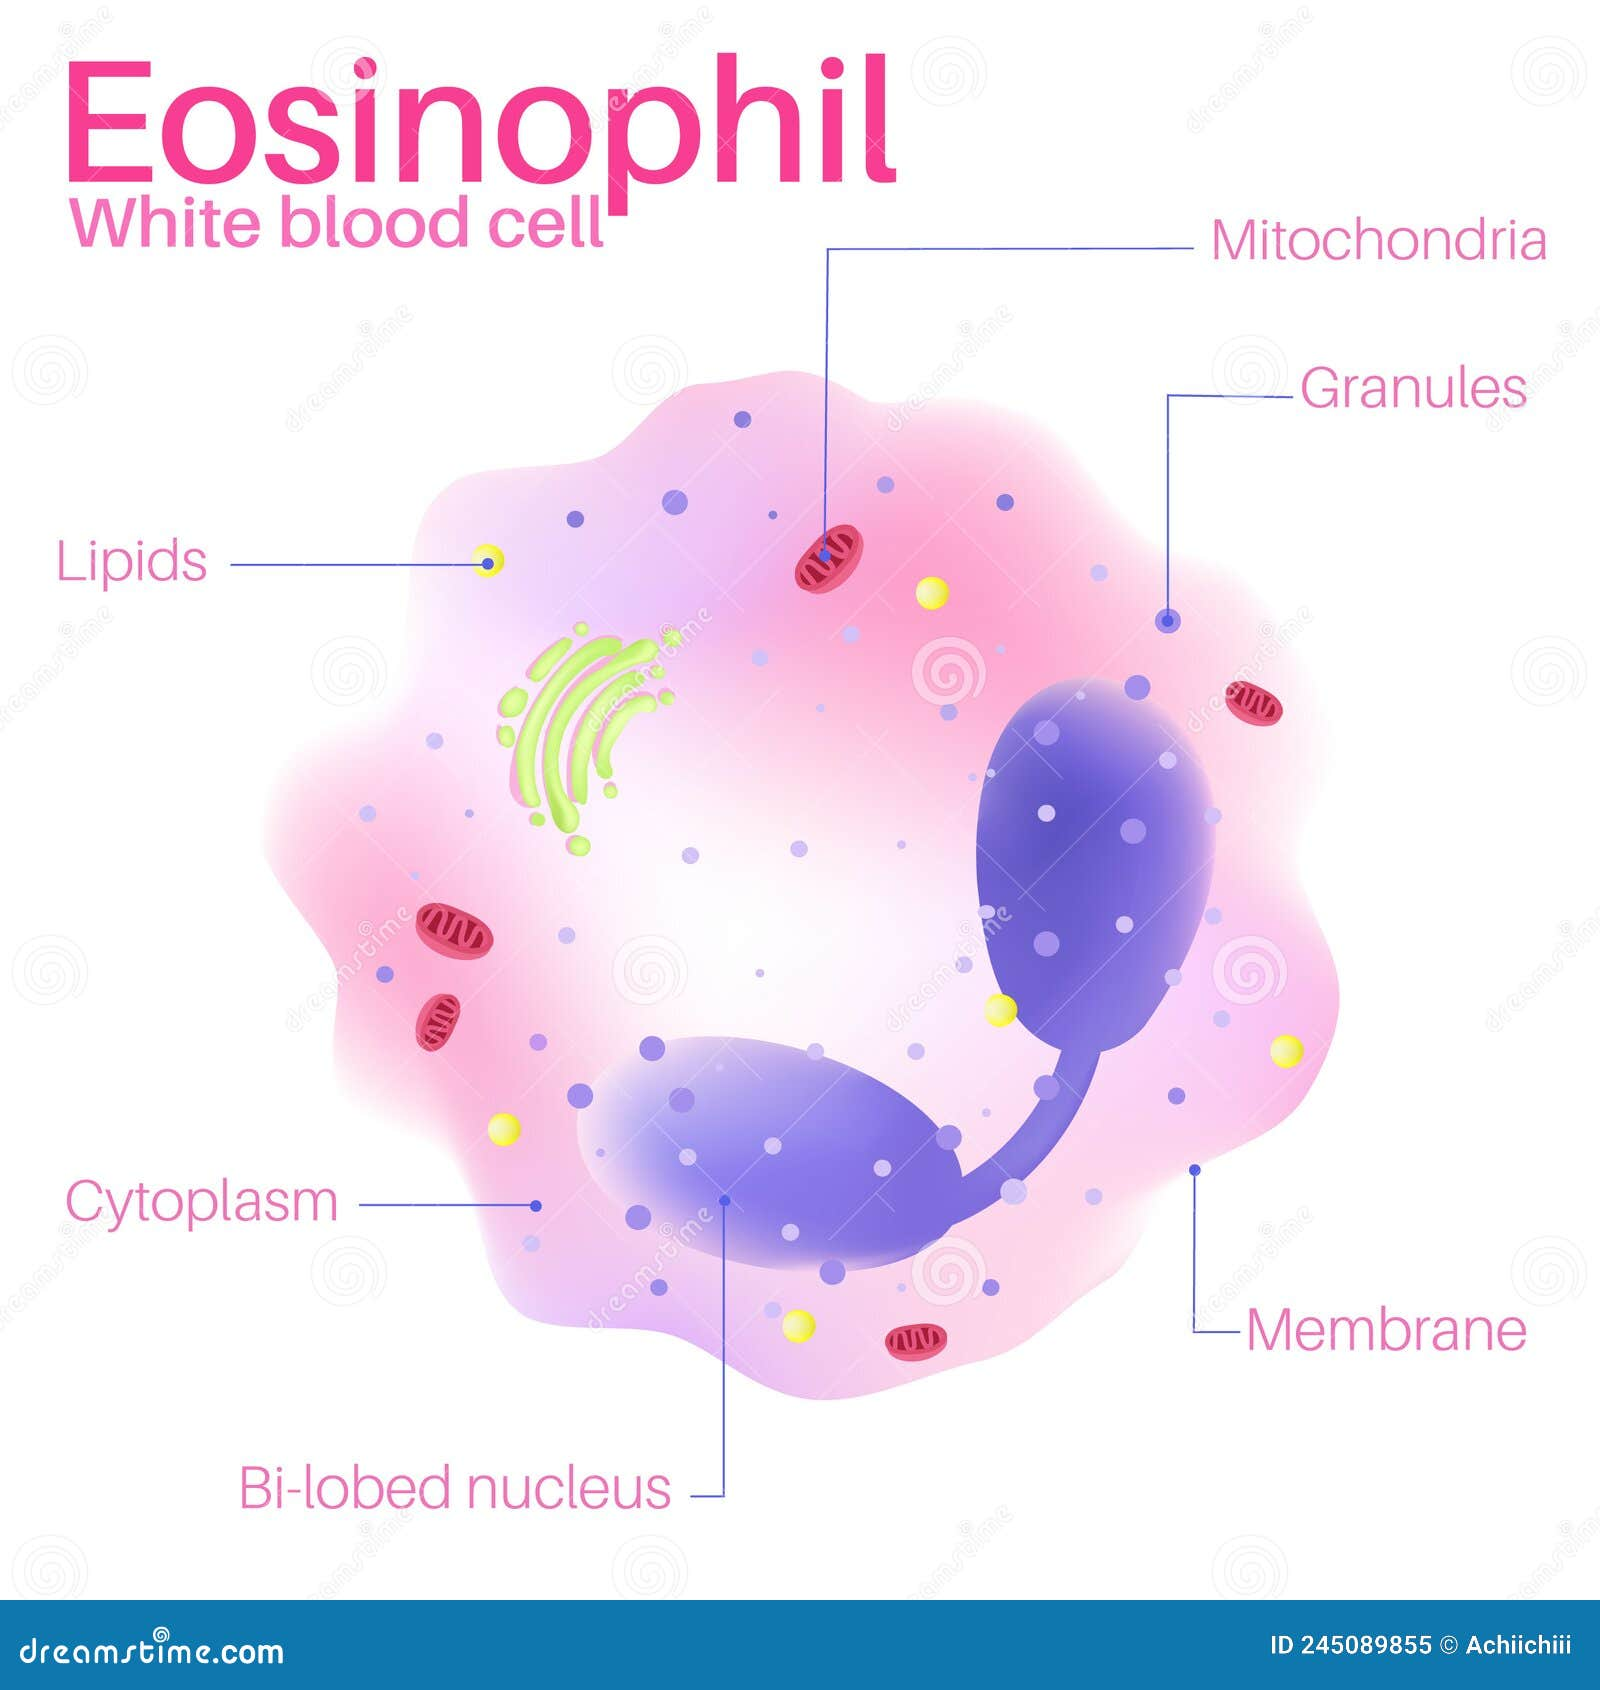 Eosinophil
White blood cell
Mitochondria
Granules
Lipids
Cytoplasm
Membrane
Bi-lobed nucleus
dreamstime.com
ID 245089855 © Achiichiii